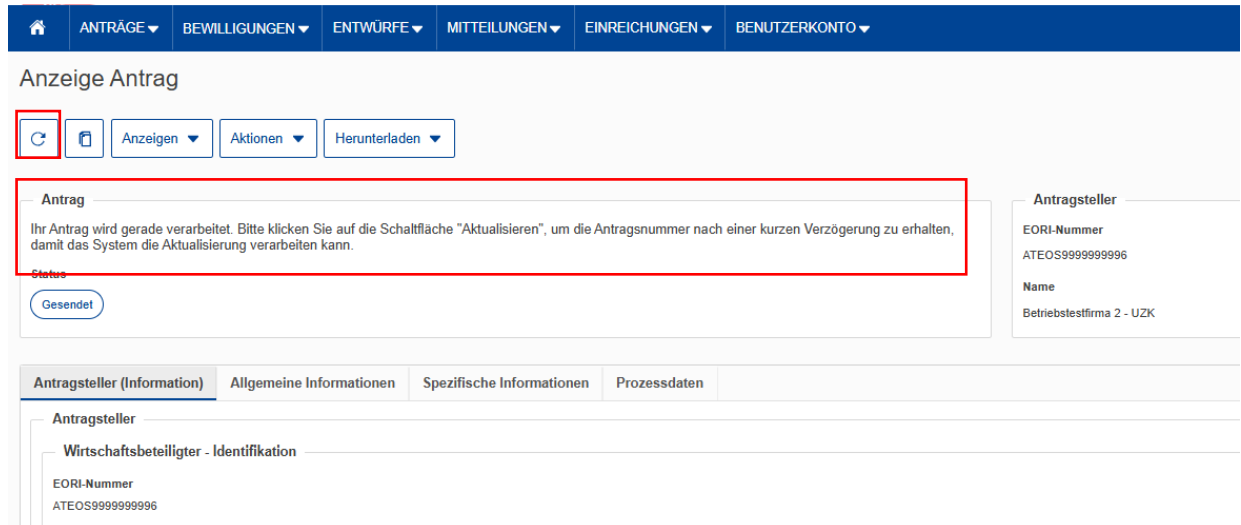 ANTRÄGE BEWILLIGUNGEN ENTWÜRFE MITTEILUNGEN EINREICHUNGEN BENUTZERKONTO
Anzeige Antrag
Anzeigen Aktionen Herunterladen
Antrag
Ihr Antrag wird gerade verarbeitet. Bitte klicken Sie auf die Schaltfläche "Aktualisieren", um die Antragsnummer nach einer kurzen Verzögerung zu erhalten,
damit das System die Aktualisierung verarbeiten kann.
Status
Gesendet
Antragsteller
EORI-Nummer
ATEOS9999999996
Name
Betriebstestfirma 2 - UZK
Antragsteller (Information) Allgemeine Informationen Spezifische Informationen Prozessdaten
Antragsteller
Wirtschaftsbeteiligter - Identifikation
EORI-Nummer
ATEOS9999999996